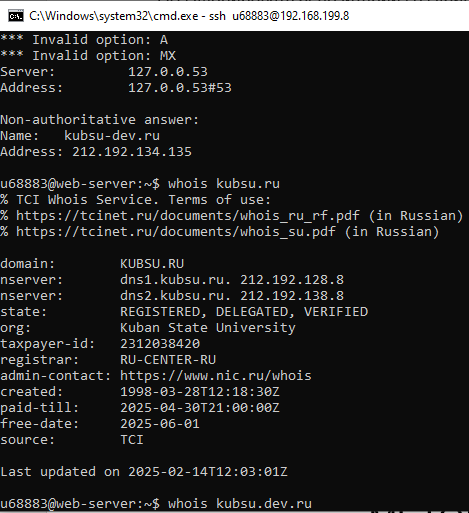 C:\Windows\system32\cmd.exe - ssh u68883@192.168.199.8
*** Invalid option: A
*** Invalid option: MX
Server:         127.0.0.53
Address:        127.0.0.53#53
Non-authoritative answer:
Name:   kubsu-dev.ru
Address: 212.192.134.135
u68883@web-server:~$ whois kubsu.ru
% TCI Whois Service. Terms of use:
% https://tcinet.ru/documents/whois_ru_rf.pdf (in Russian)
% https://tcinet.ru/documents/whois_su.pdf (in Russian)
domain:        KUBSU.RU
nserver:       dns1.kubsu.ru. 212.192.128.8
nserver:       dns2.kubsu.ru. 212.192.138.8
state:         REGISTERED, DELEGATED, VERIFIED
org:           Kuban State University
taxpayer-id:   2312038420
registrar:     RU-CENTER-RU
admin-contact: https://www.nic.ru/whois
created:       1998-03-28T12:18:30Z
paid-till:     2025-04-30T21:00:00Z
free-date:     2025-06-01
source:        TCI
Last updated on 2025-02-14T12:03:01Z
u68883@web-server:~$ whois kubsu.dev.ru